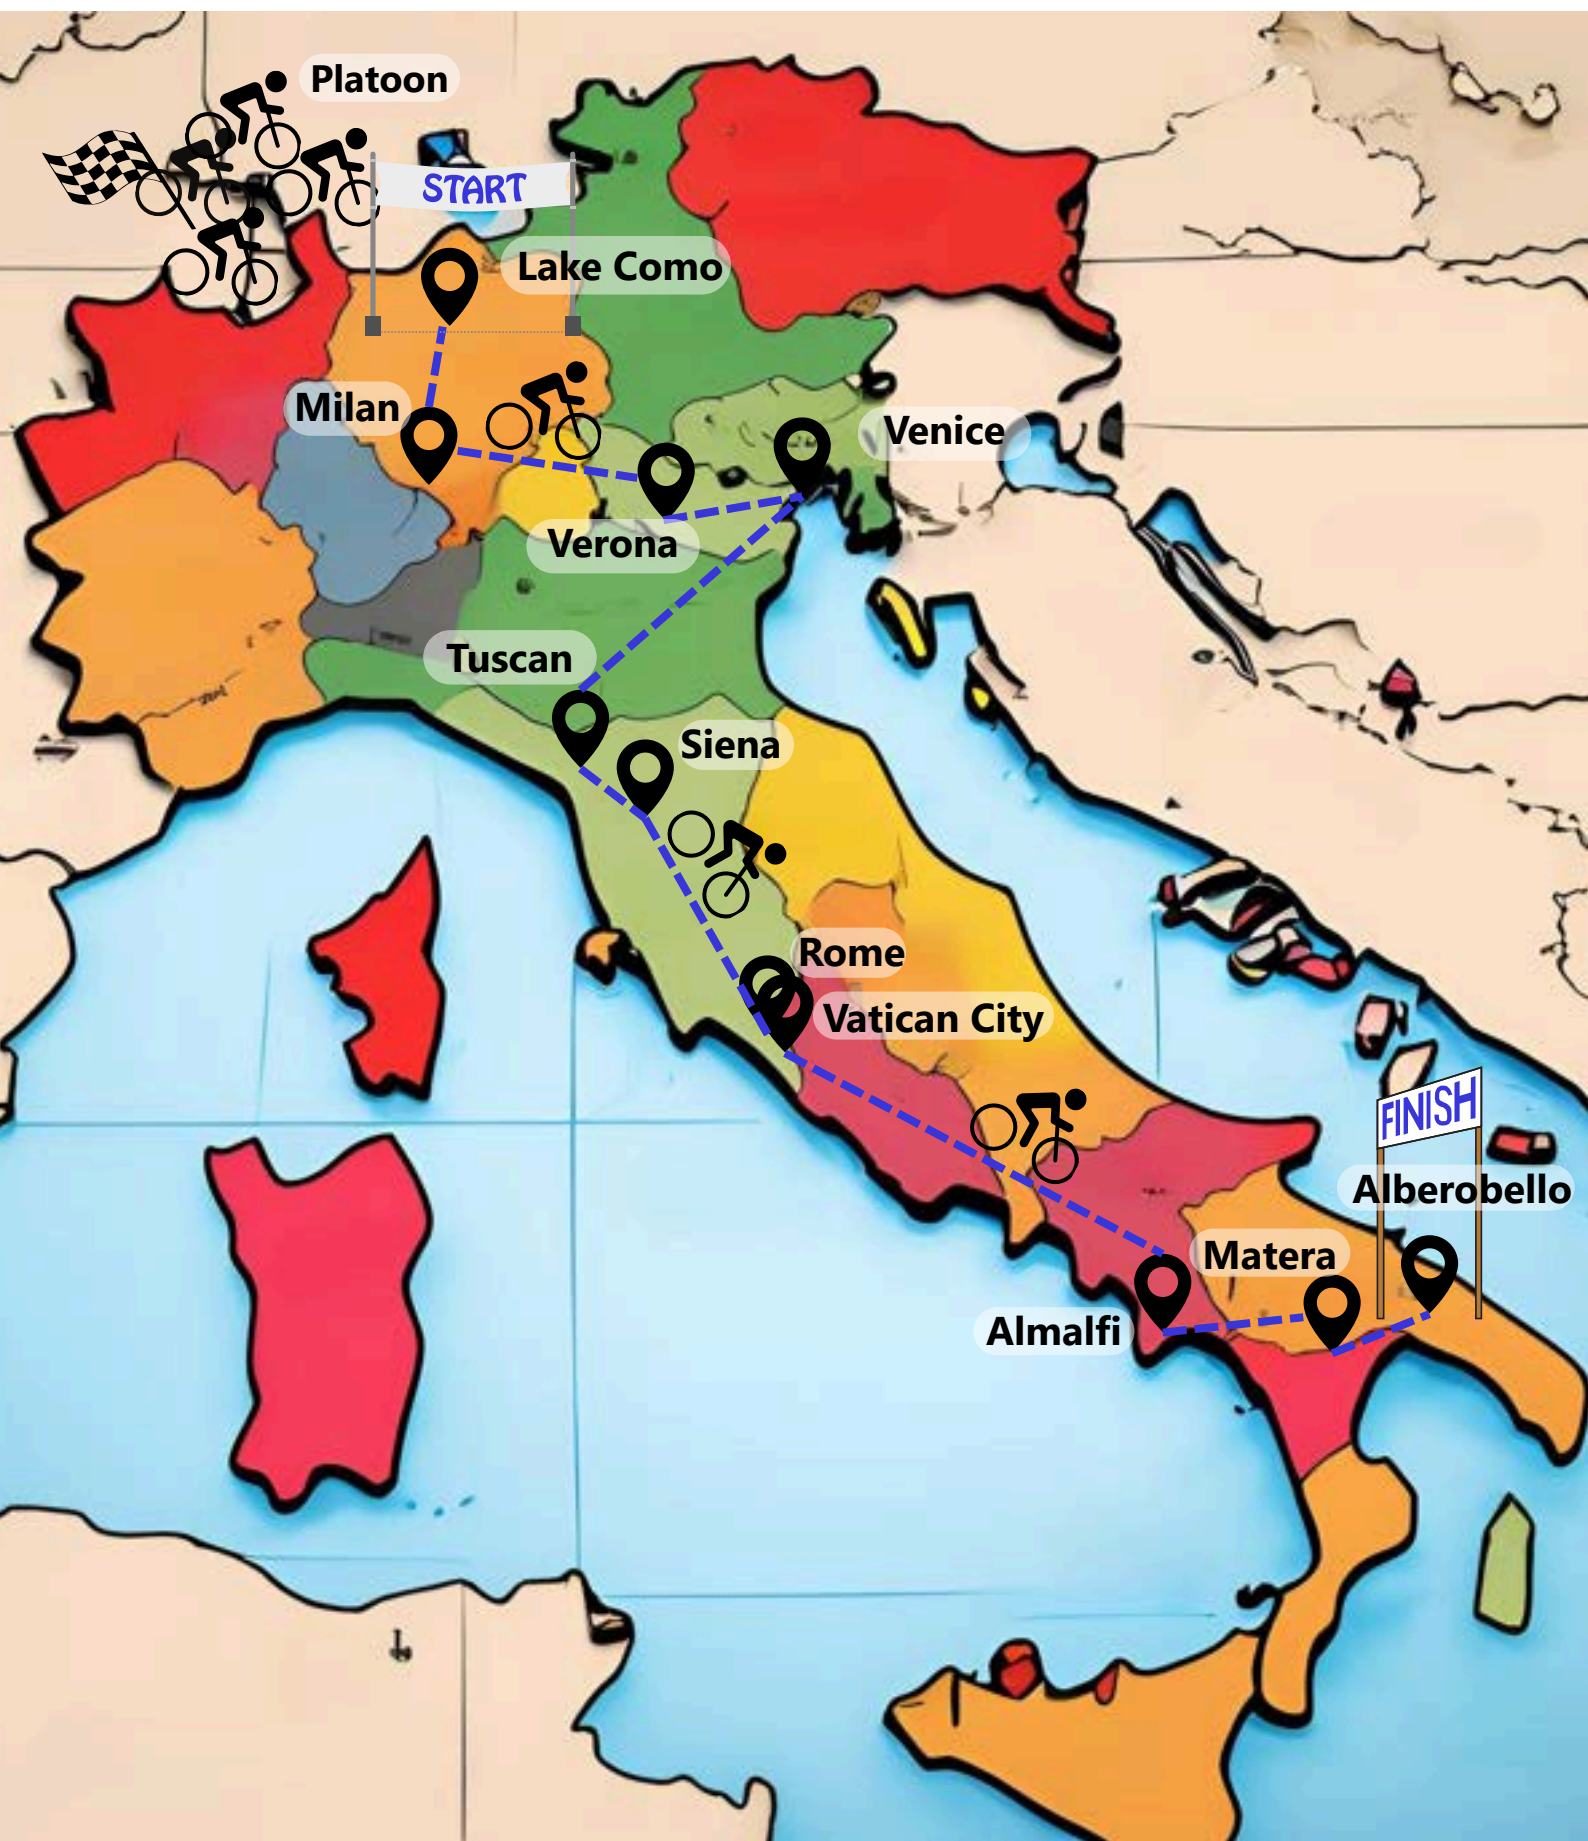 Platoon
START
Lake Como
Milan
Venice
Verona
Tuscan
Siena
Rome
Vatican City
FINISH
Alberobello
Matera
Almalfi